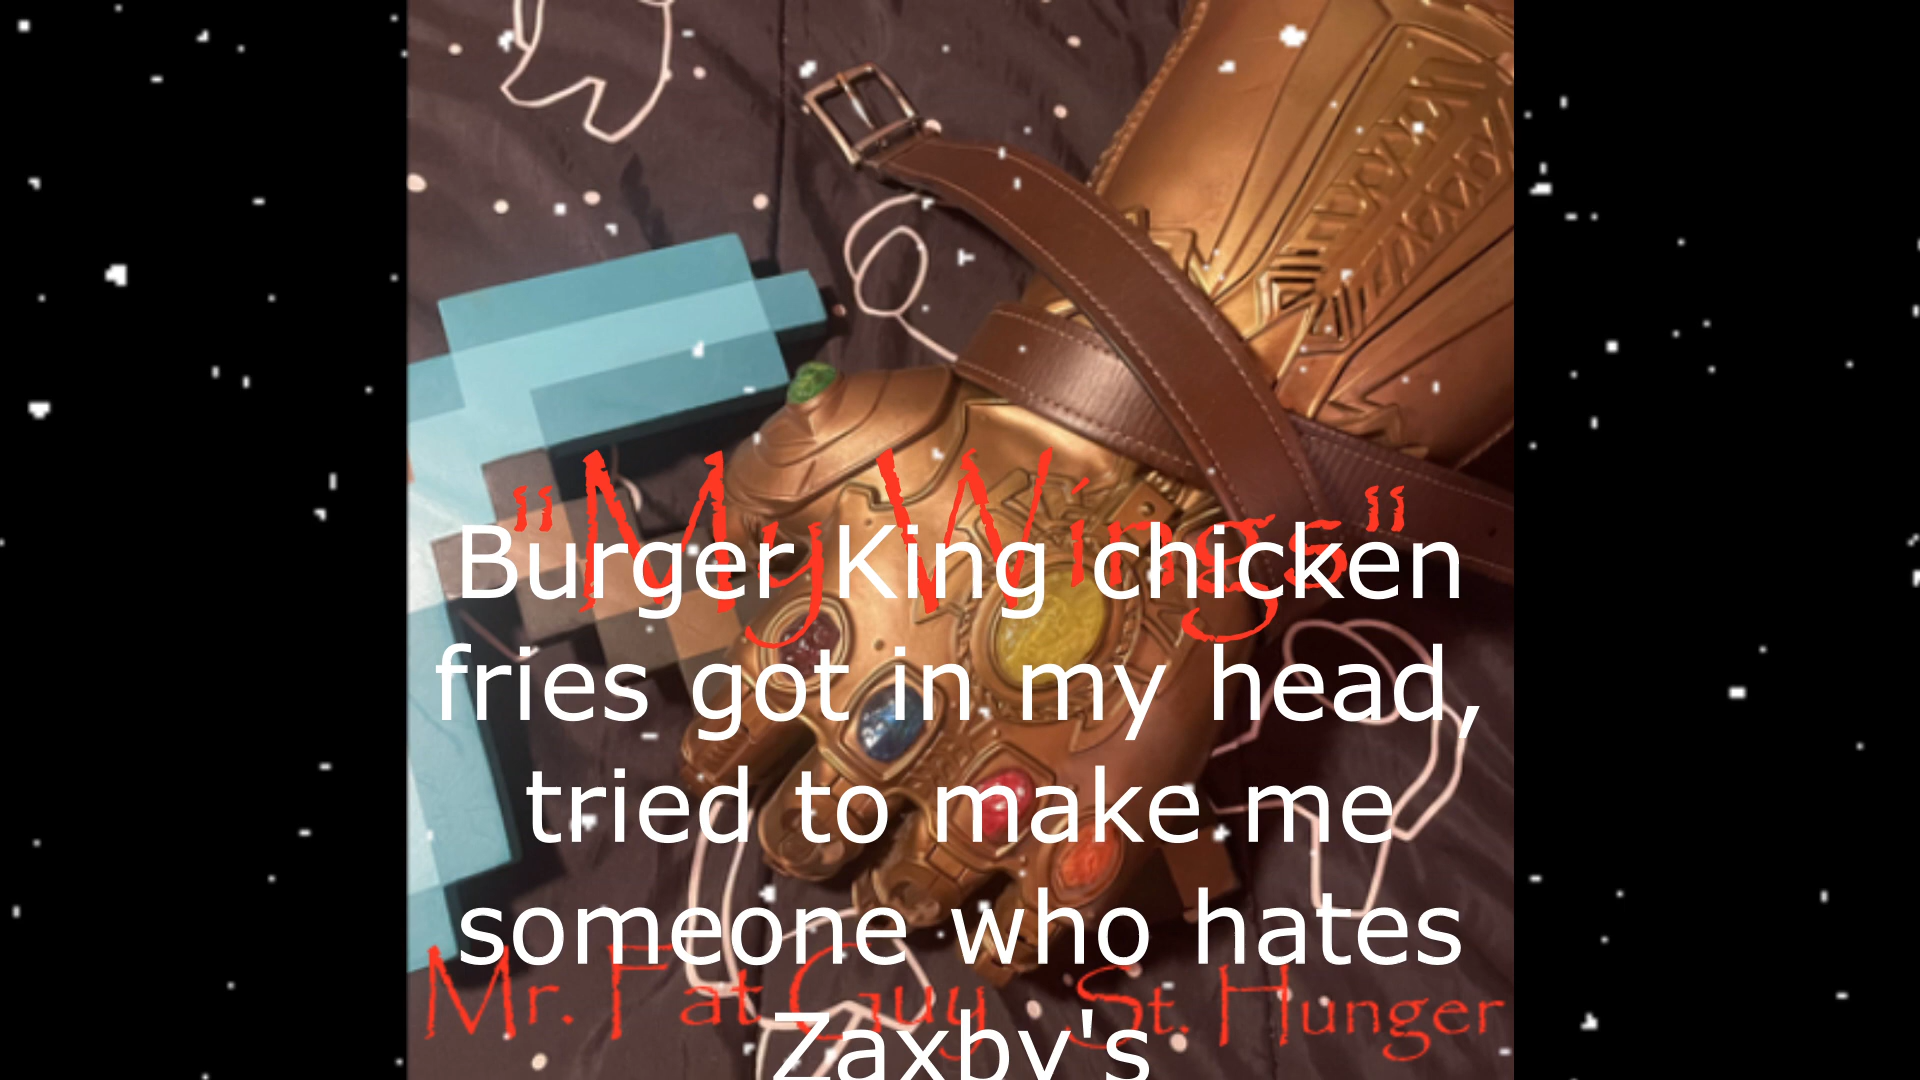 "My Wings"
Burger King chicken
fries got in my head,
tried to make me
someone who hates
Mr. Fat Guy St. Hunger
Zaxby's